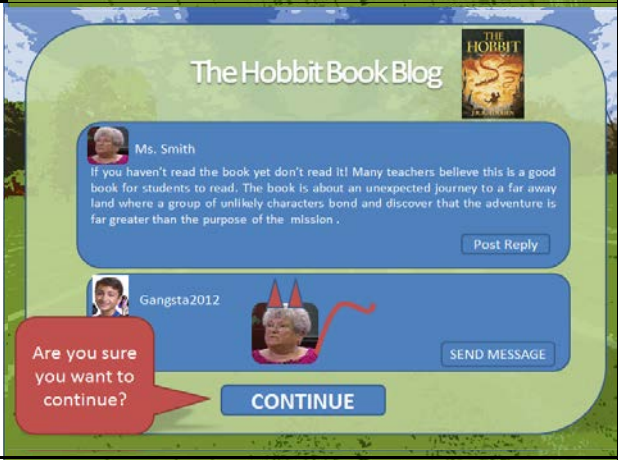 The Hobbit Book Blog
THE
HOBBIT
J.R.R. TOLKIEN
Ms. Smith
If you haven't read the book yet don't read it! Many teachers believe this is a good
book for students to read. The book is about an unexpected journey to a far away
land where a group of unlikely characters bond and discover that the adventure is
far greater than the purpose of the mission .
Post Reply
Gangsta2012
SEND MESSAGE
Are you sure
you want to
continue?
CONTINUE